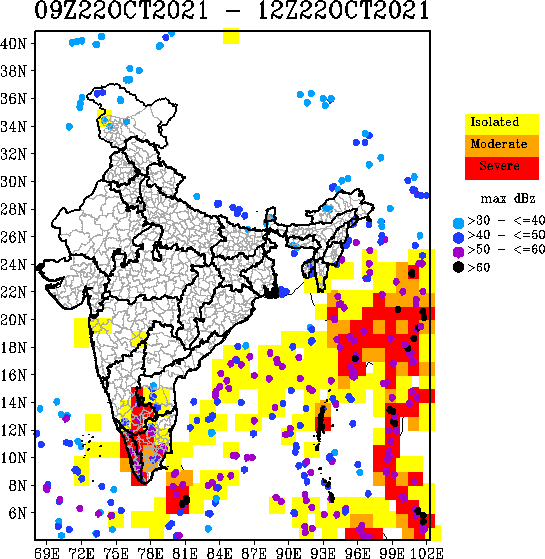 09Z22OCT2021 - 12Z22OCT2021
40N
38N
36N
34N
32N
30N
28N
26N
24N
22N
20N
18N
16N
14N
12N
10N
8N
6N
69E 72E 75E 78E 81E 84E 87E 90E 93E 96E 99E 102E
Isolated
Moderate
Severe
max dBz
>30 - <=40
>40 - <=50
>50 - <=60
>60